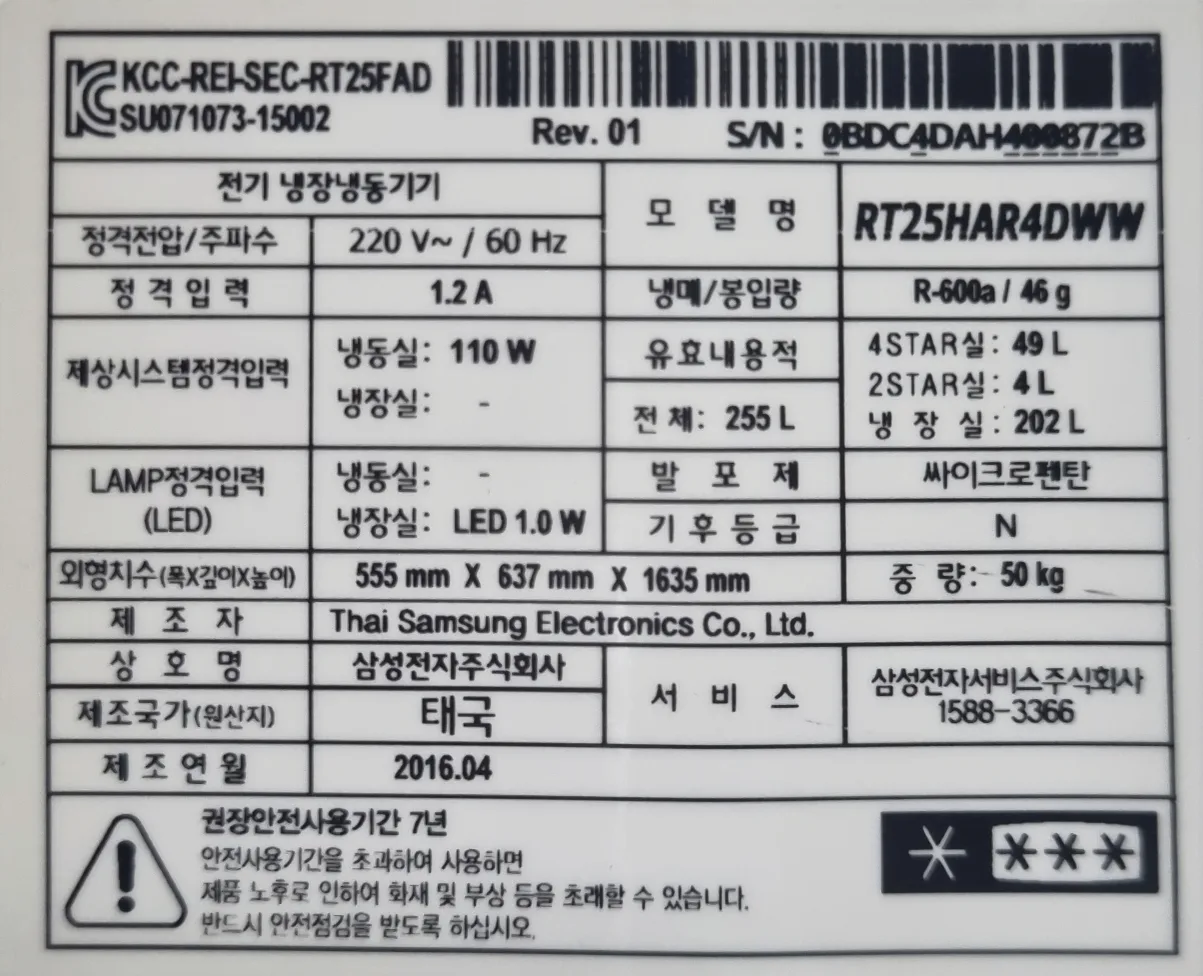 KCC-REI-SEC-RT25FAD
SU071073-15002
Rev. 01 S/N : 0BDC4DAH400872B
전기 냉장냉동기기
모 델 명 RT25HAR4DWW
정격전압/주파수 220 V~ / 60 Hz
정 격 입 력 1.2 A
냉매/봉입량 R-600a / 46 g
제상시스템정격입력 냉동실: 110 W
냉장실: -
유효내용적
전 체: 255 L
4STAR실: 49 L
2STAR실: 4 L
냉 장 실: 202 L
LAMP정격입력
(LED)
냉동실: -
냉장실: LED 1.0 W
발 포 제 싸이크로펜탄
기 후 등 급 N
외형치수(폭X깊이X높이) 555 mm X 637 mm X 1635 mm 중 량: 50 kg
제 조 자 Thai Samsung Electronics Co., Ltd.
상 호 명 삼성전자주식회사
제조국가(원산지) 태국
서 비 스 삼성전자서비스주식회사
1588-3366
제 조 연 월 2016.04
권장안전사용기간 7년
안전사용기간을 초과하여 사용하면
제품 노후로 인하여 화재 및 부상 등을 초래할 수 있습니다.
반드시 안전점검을 받도록 하십시오.